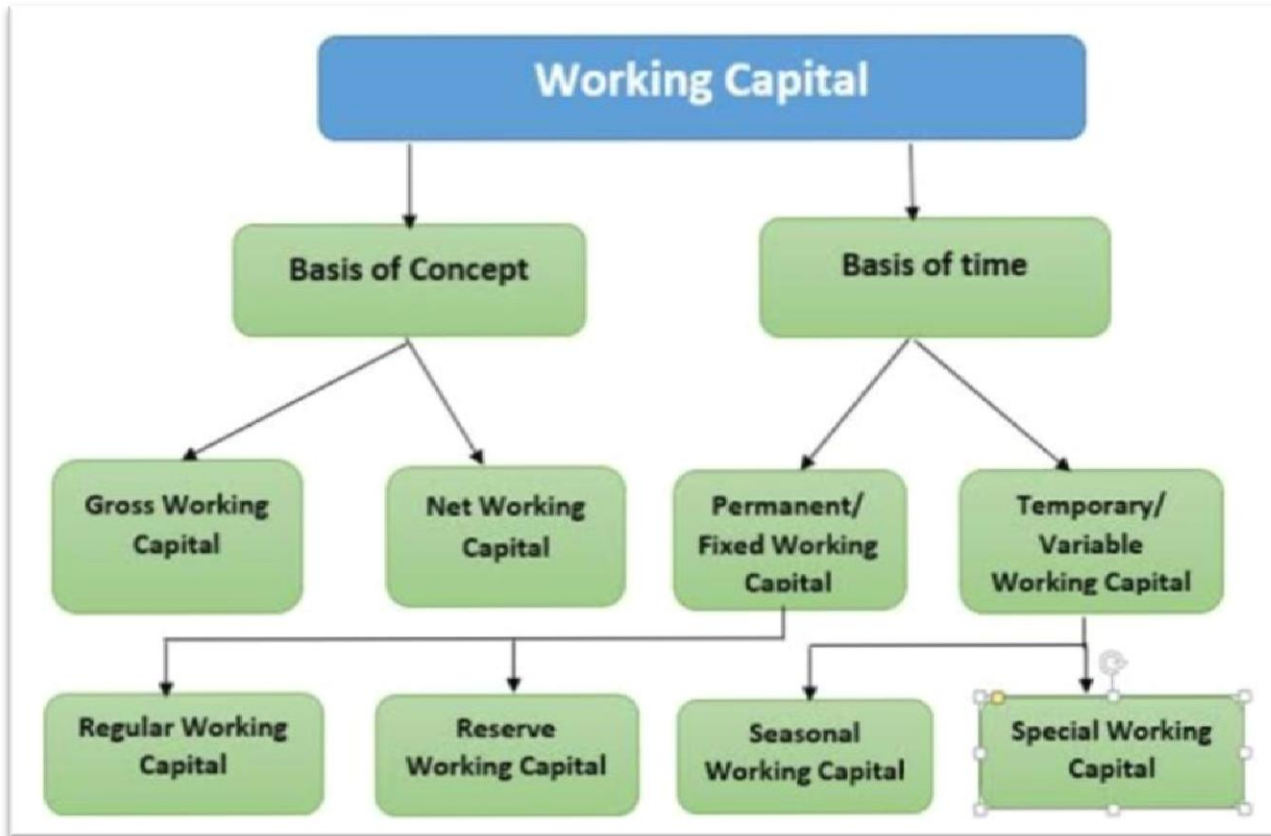 Working Capital
Basis of Concept
Basis of time
Gross Working
Capital
Net Working
Capital
Permanent/
Fixed Working
Capital
Temporary/
Variable
Working Capital
Regular Working
Capital
Reserve
Working Capital
Seasonal
Working Capital
Special Working
Capital